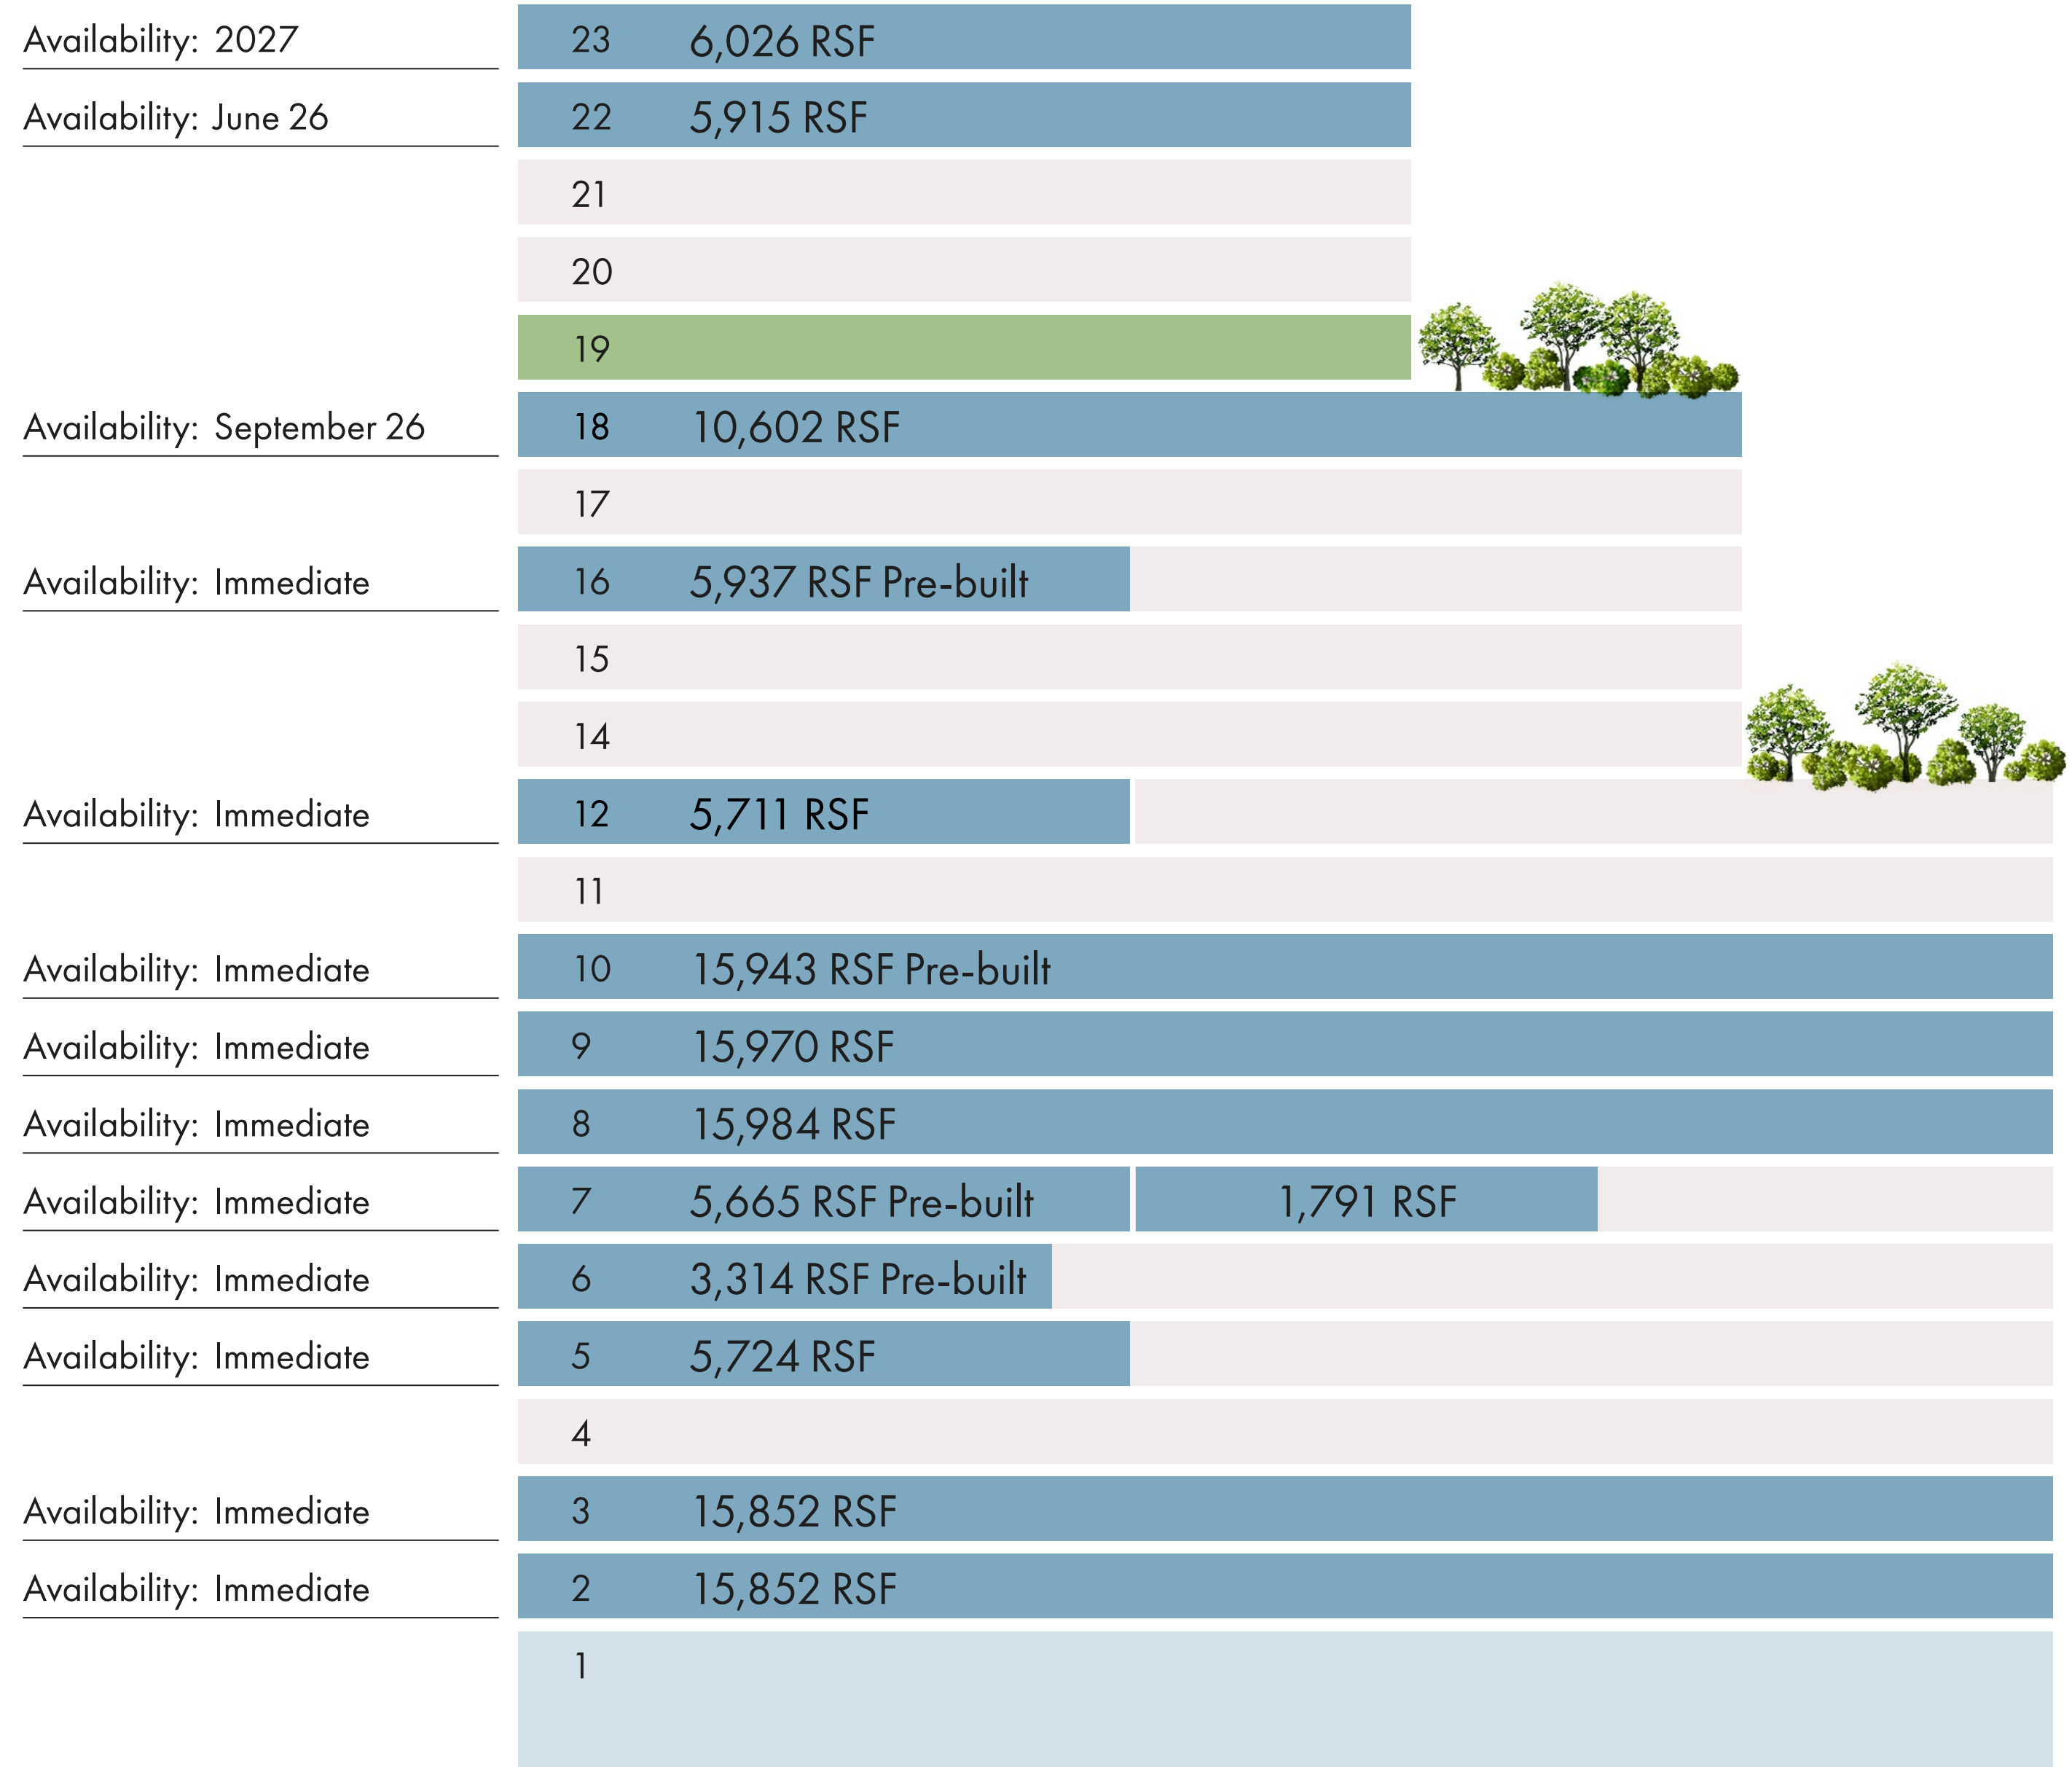 Availability: 2027 23 6,026 RSF
Availability: June 26 22 5,915 RSF
21
20
19
Availability: September 26 18 10,602 RSF
17
Availability: Immediate 16 5,937 RSF Pre-built
15
14
Availability: Immediate 12 5,711 RSF
11
Availability: Immediate 10 15,943 RSF Pre-built
Availability: Immediate 9 15,970 RSF
Availability: Immediate 8 15,984 RSF
Availability: Immediate 7 5,665 RSF Pre-built 1,791 RSF
Availability: Immediate 6 3,314 RSF Pre-built
Availability: Immediate 5 5,724 RSF
4
Availability: Immediate 3 15,852 RSF
Availability: Immediate 2 15,852 RSF
1